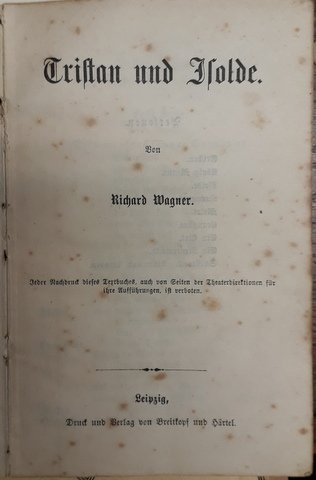 Tristan und Isolde.
Von
Richard Wagner.
Jeder Nachdruck dieses Textbuches, auch von Seiten der Theaterdirektionen für
ihre Aufführungen, ist verboten.
Leipzig,
Druck und Verlag von Breitkopf und Härtel.